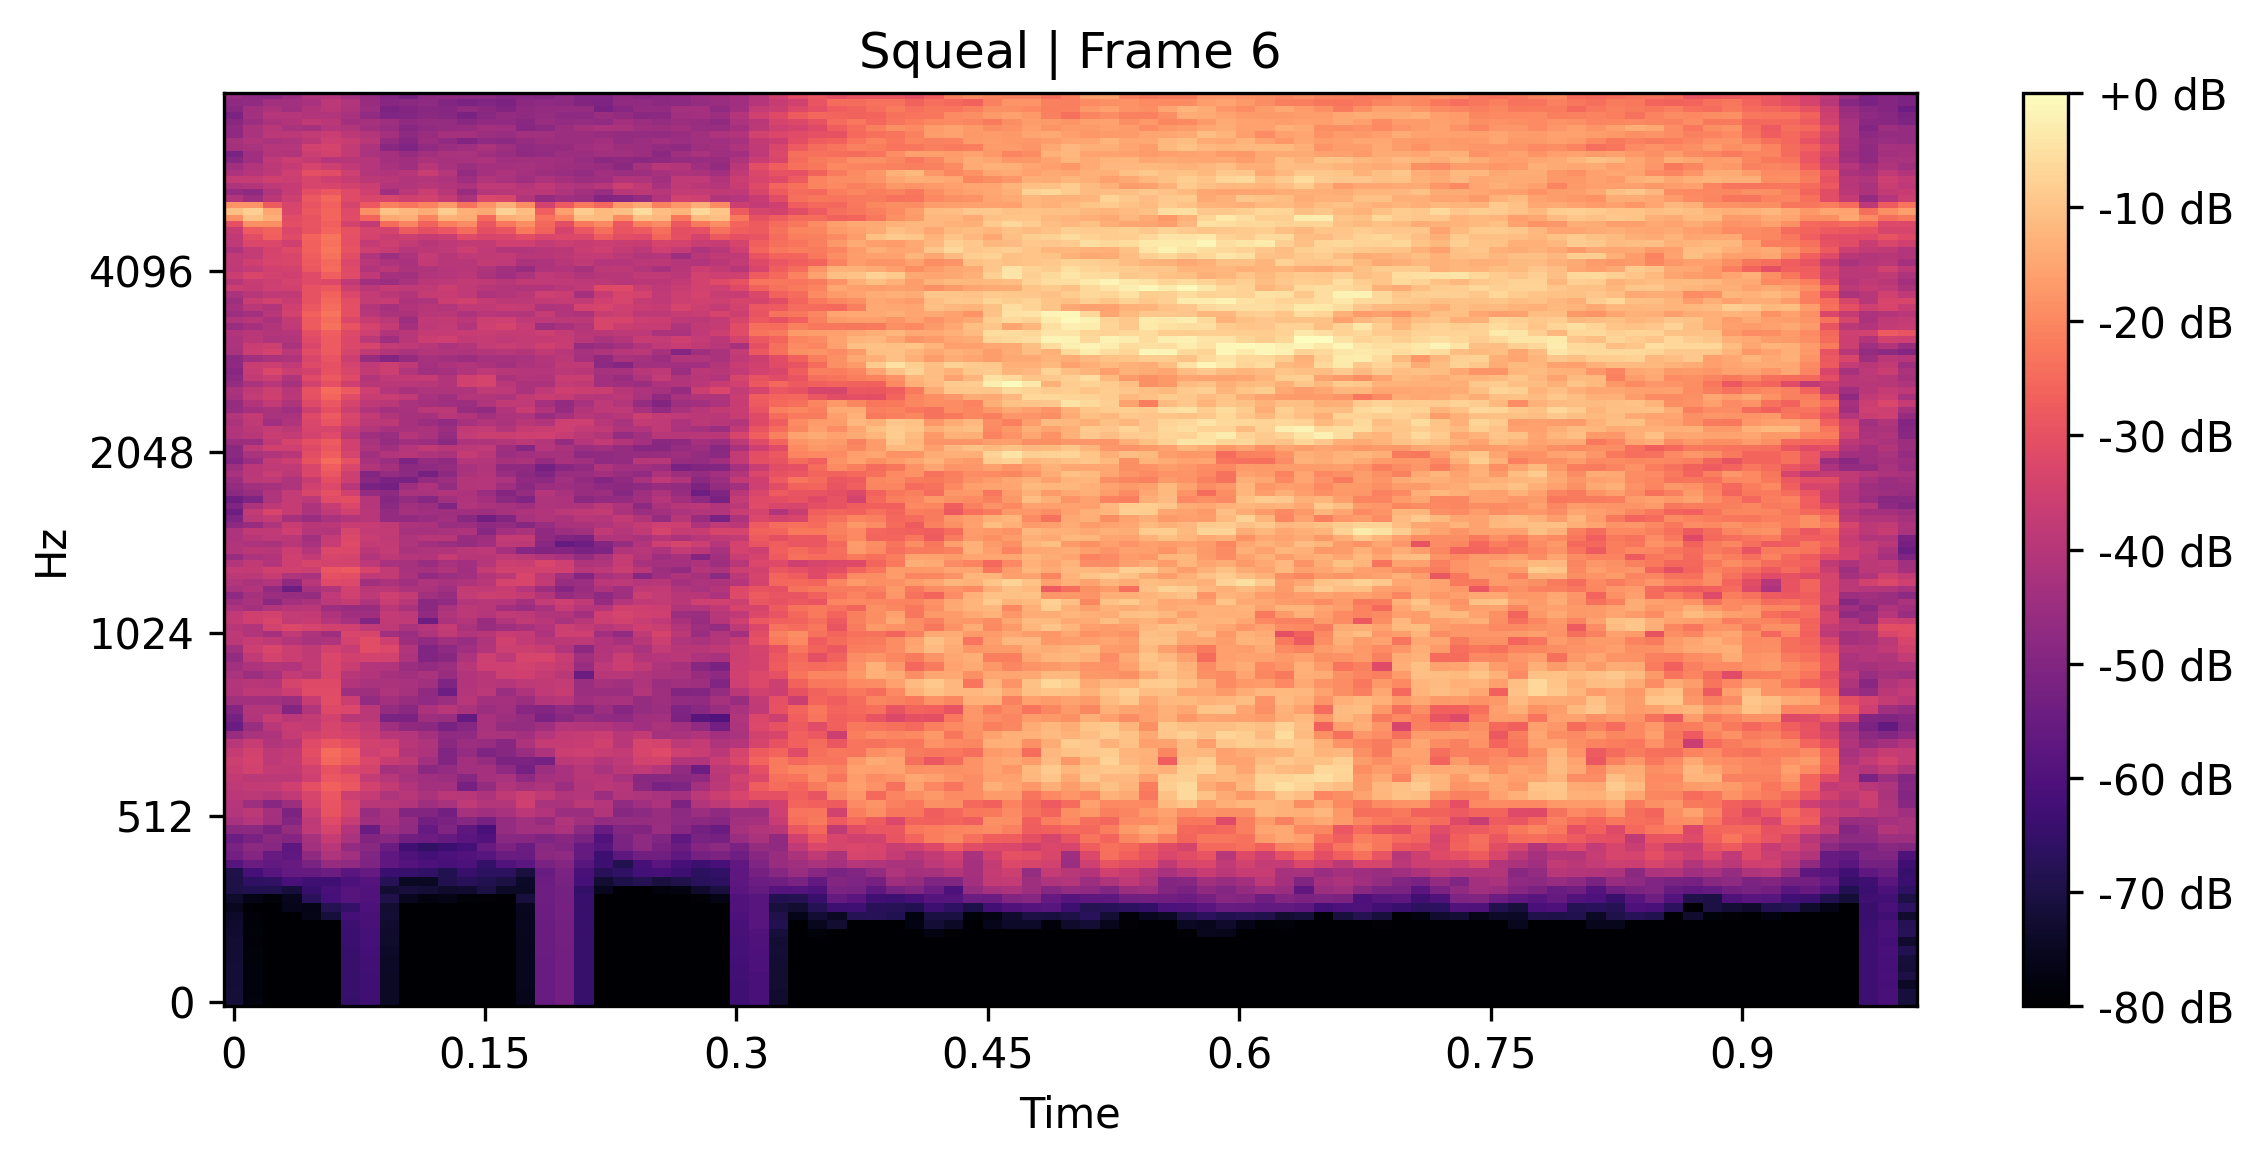 Squeal | Frame 6
+0 dB
-10 dB
-20 dB
-30 dB
-40 dB
-50 dB
-60 dB
-70 dB
-80 dB
Hz
4096
2048
1024
512
0
0 0.15 0.3 0.45 0.6 0.75 0.9
Time